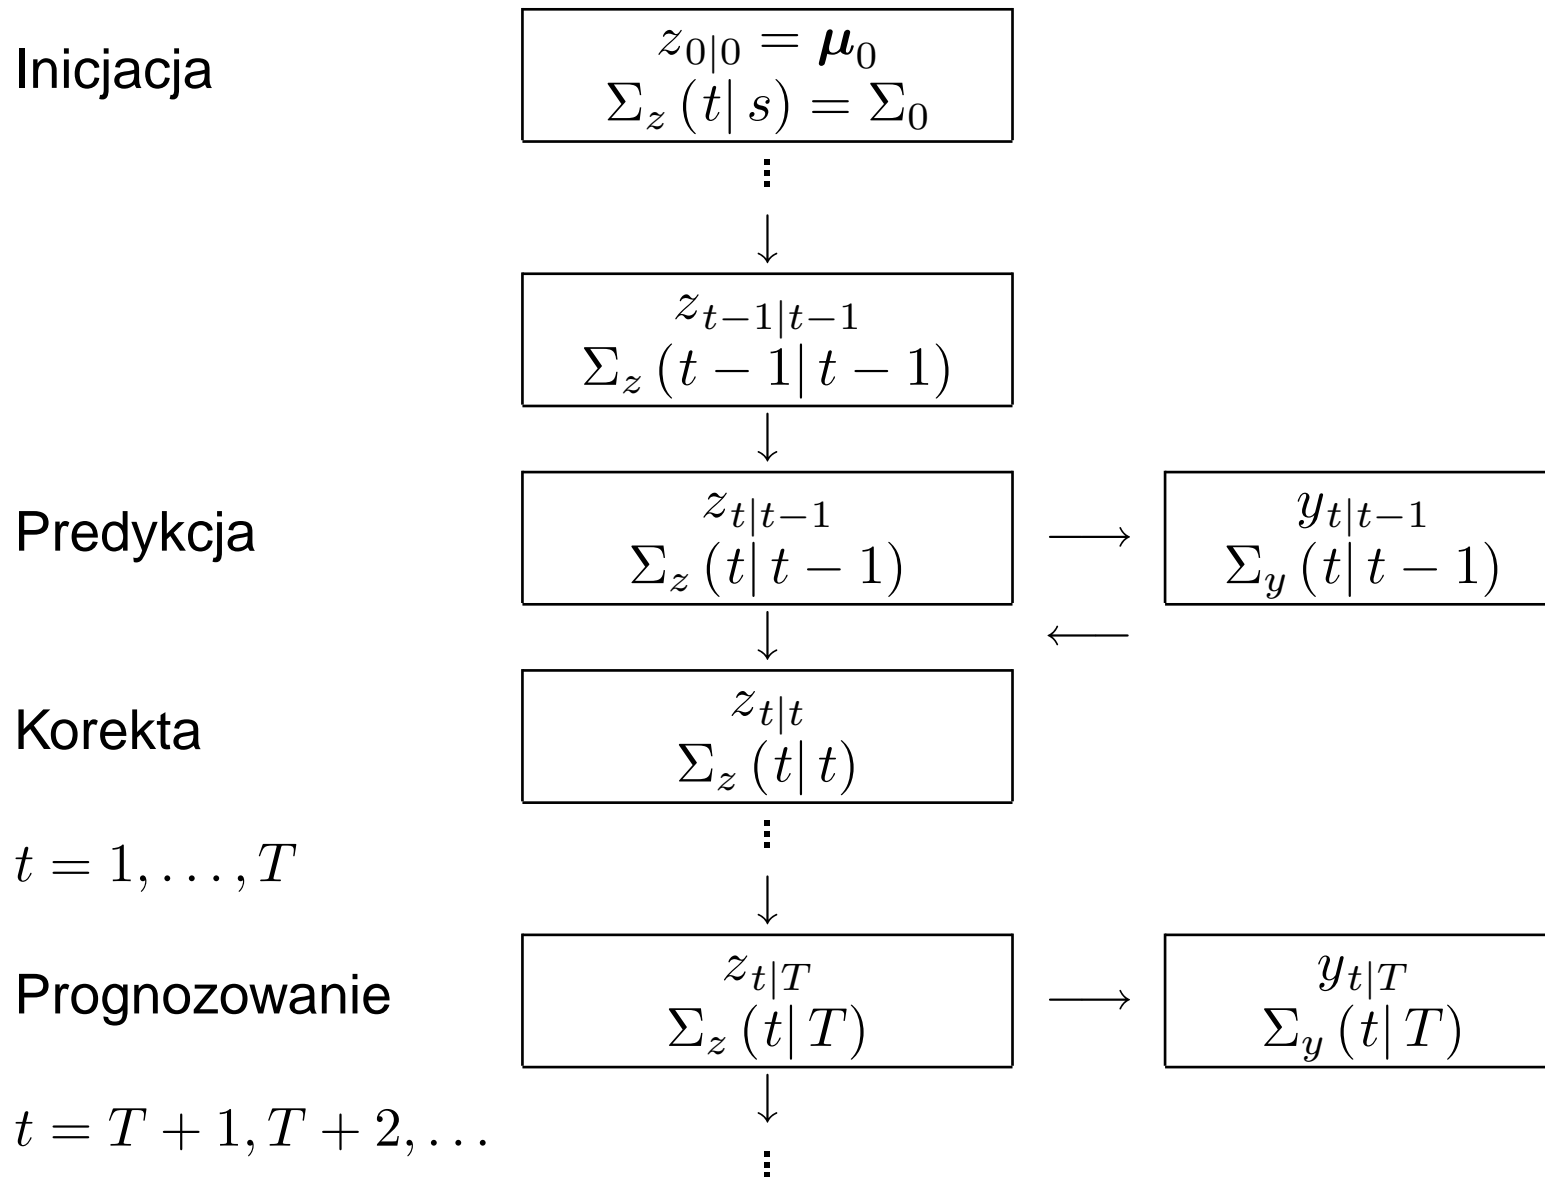 Inicjacja
z_{0|0} = μ_0
Σ_z (t| s) = Σ_0
z_{t−1|t−1}
Σ_z (t − 1| t − 1)
Predykcja
z_{t|t−1}
Σ_z (t| t − 1)
y_{t|t−1}
Σ_y (t| t − 1)
Korekta
z_{t|t}
Σ_z (t| t)
t = 1, . . . , T
Prognozowanie
z_{t|T}
Σ_z (t| T)
y_{t|T}
Σ_y (t| T)
t = T + 1, T + 2, . . .